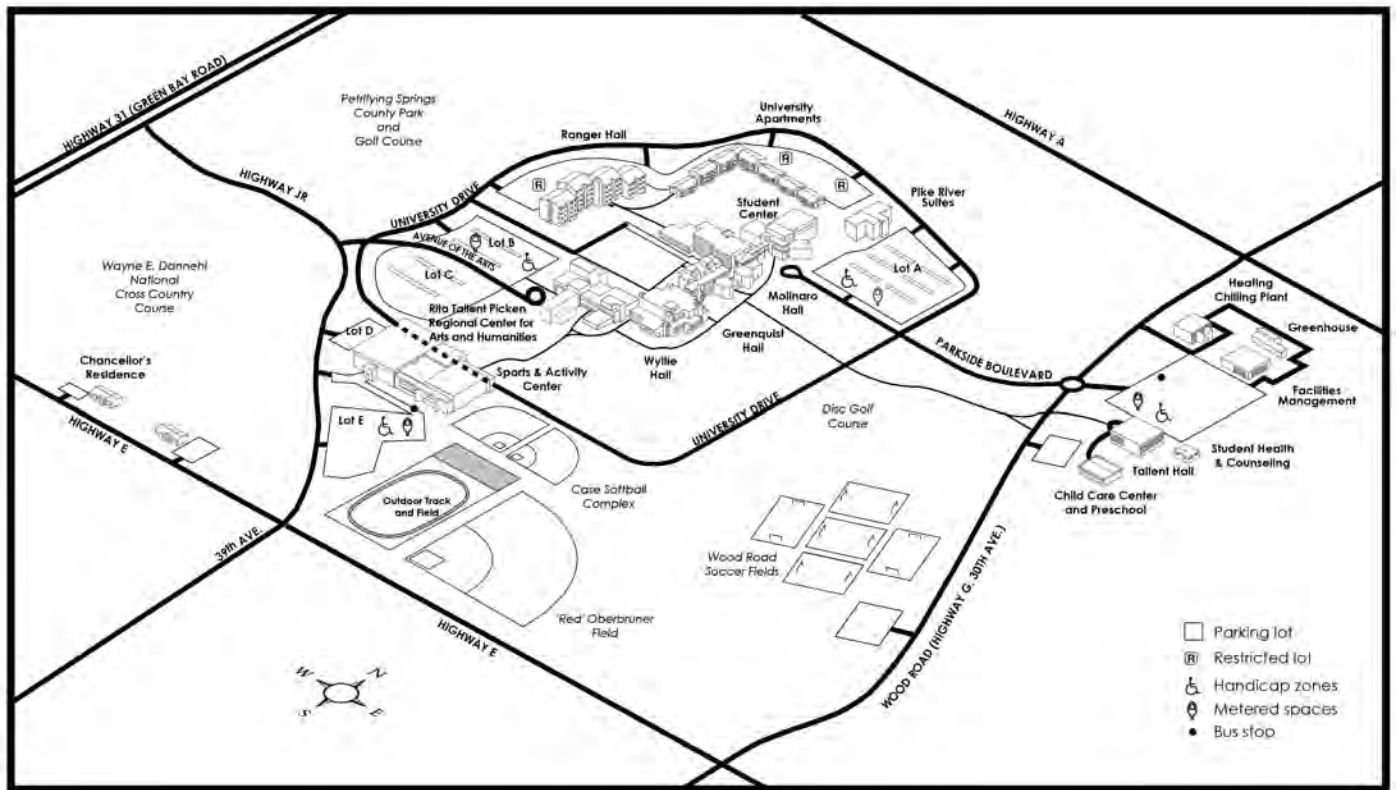 HIGHWAY 31 (GREEN BAY ROAD)
Petrifying Springs
County Park
and
Golf Course
HIGHWAY JR
Ranger Hall
University
Apartments
HIGHWAY A
R
R
R
Student
Center
Pike River
Suites
UNIVERSITY DRIVE
AVENUE OF THE ARTS
Lot B
Lot C
Lot A
Wayne E. Dannehl
National
Cross Country
Course
Rita Tallent Picken
Regional Center for
Arts and Humanities
Molinaro
Hall
Greenquist
Hall
Wyllie
Hall
Heating
Chilling Plant
Greenhouse
Lot D
PARKSIDE BOULEVARD
Chancellor's
Residence
Sports & Activity
Center
Facilities
Management
HIGHWAY E
Lot E
UNIVERSITY DRIVE
Disc Golf
Course
Student Health
& Counseling
Tallent Hall
Child Care Center
and Preschool
Outdoor Track
and Field
Case Softball
Complex
39th AVE.
Wood Road
Soccer Fields
WOOD ROAD (HIGHWAY G. 30TH AVE.)
'Red' Oberbruner
Field
HIGHWAY E
W
N
S
E
Parking lot
R Restricted lot
Handicap zones
Metered spaces
Bus stop